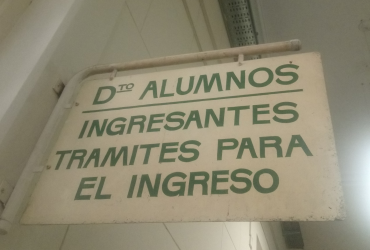 DTO ALUMNOS
INGRESANTES
TRAMITES PARA
EL INGRESO